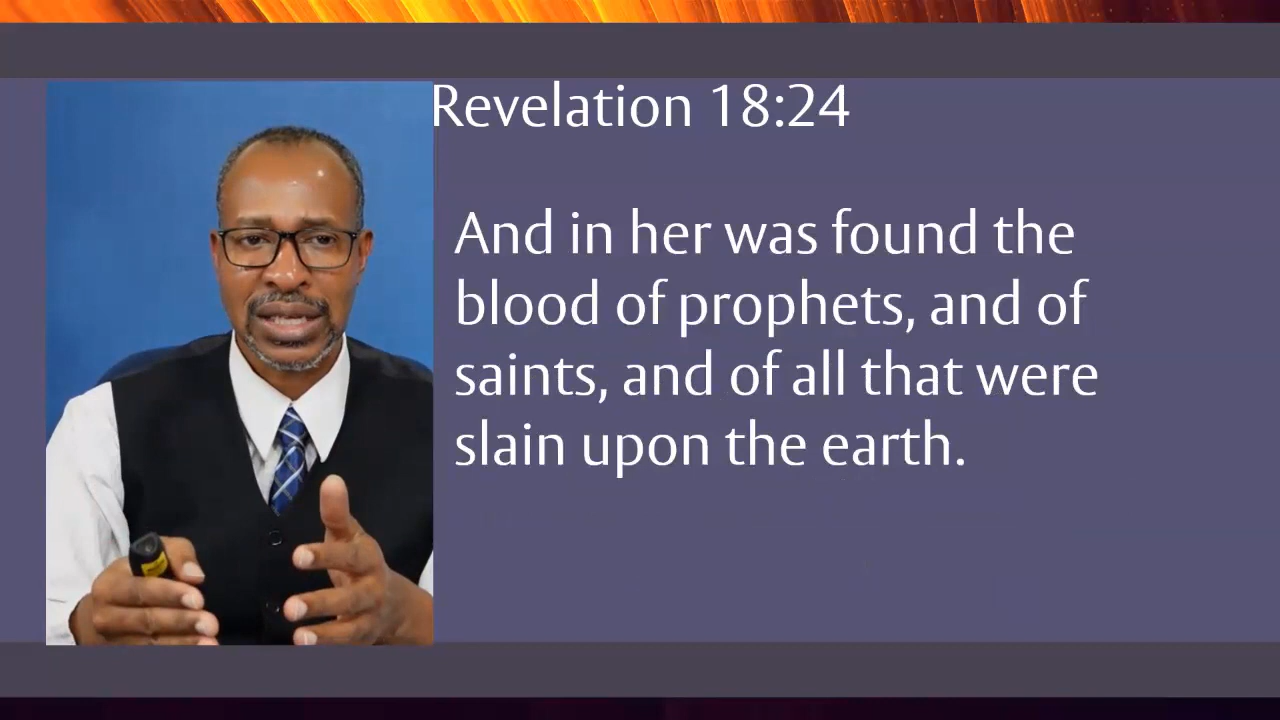 Revelation 18:24
And in her was found the
blood of prophets, and of
saints, and of all that were
slain upon the earth.